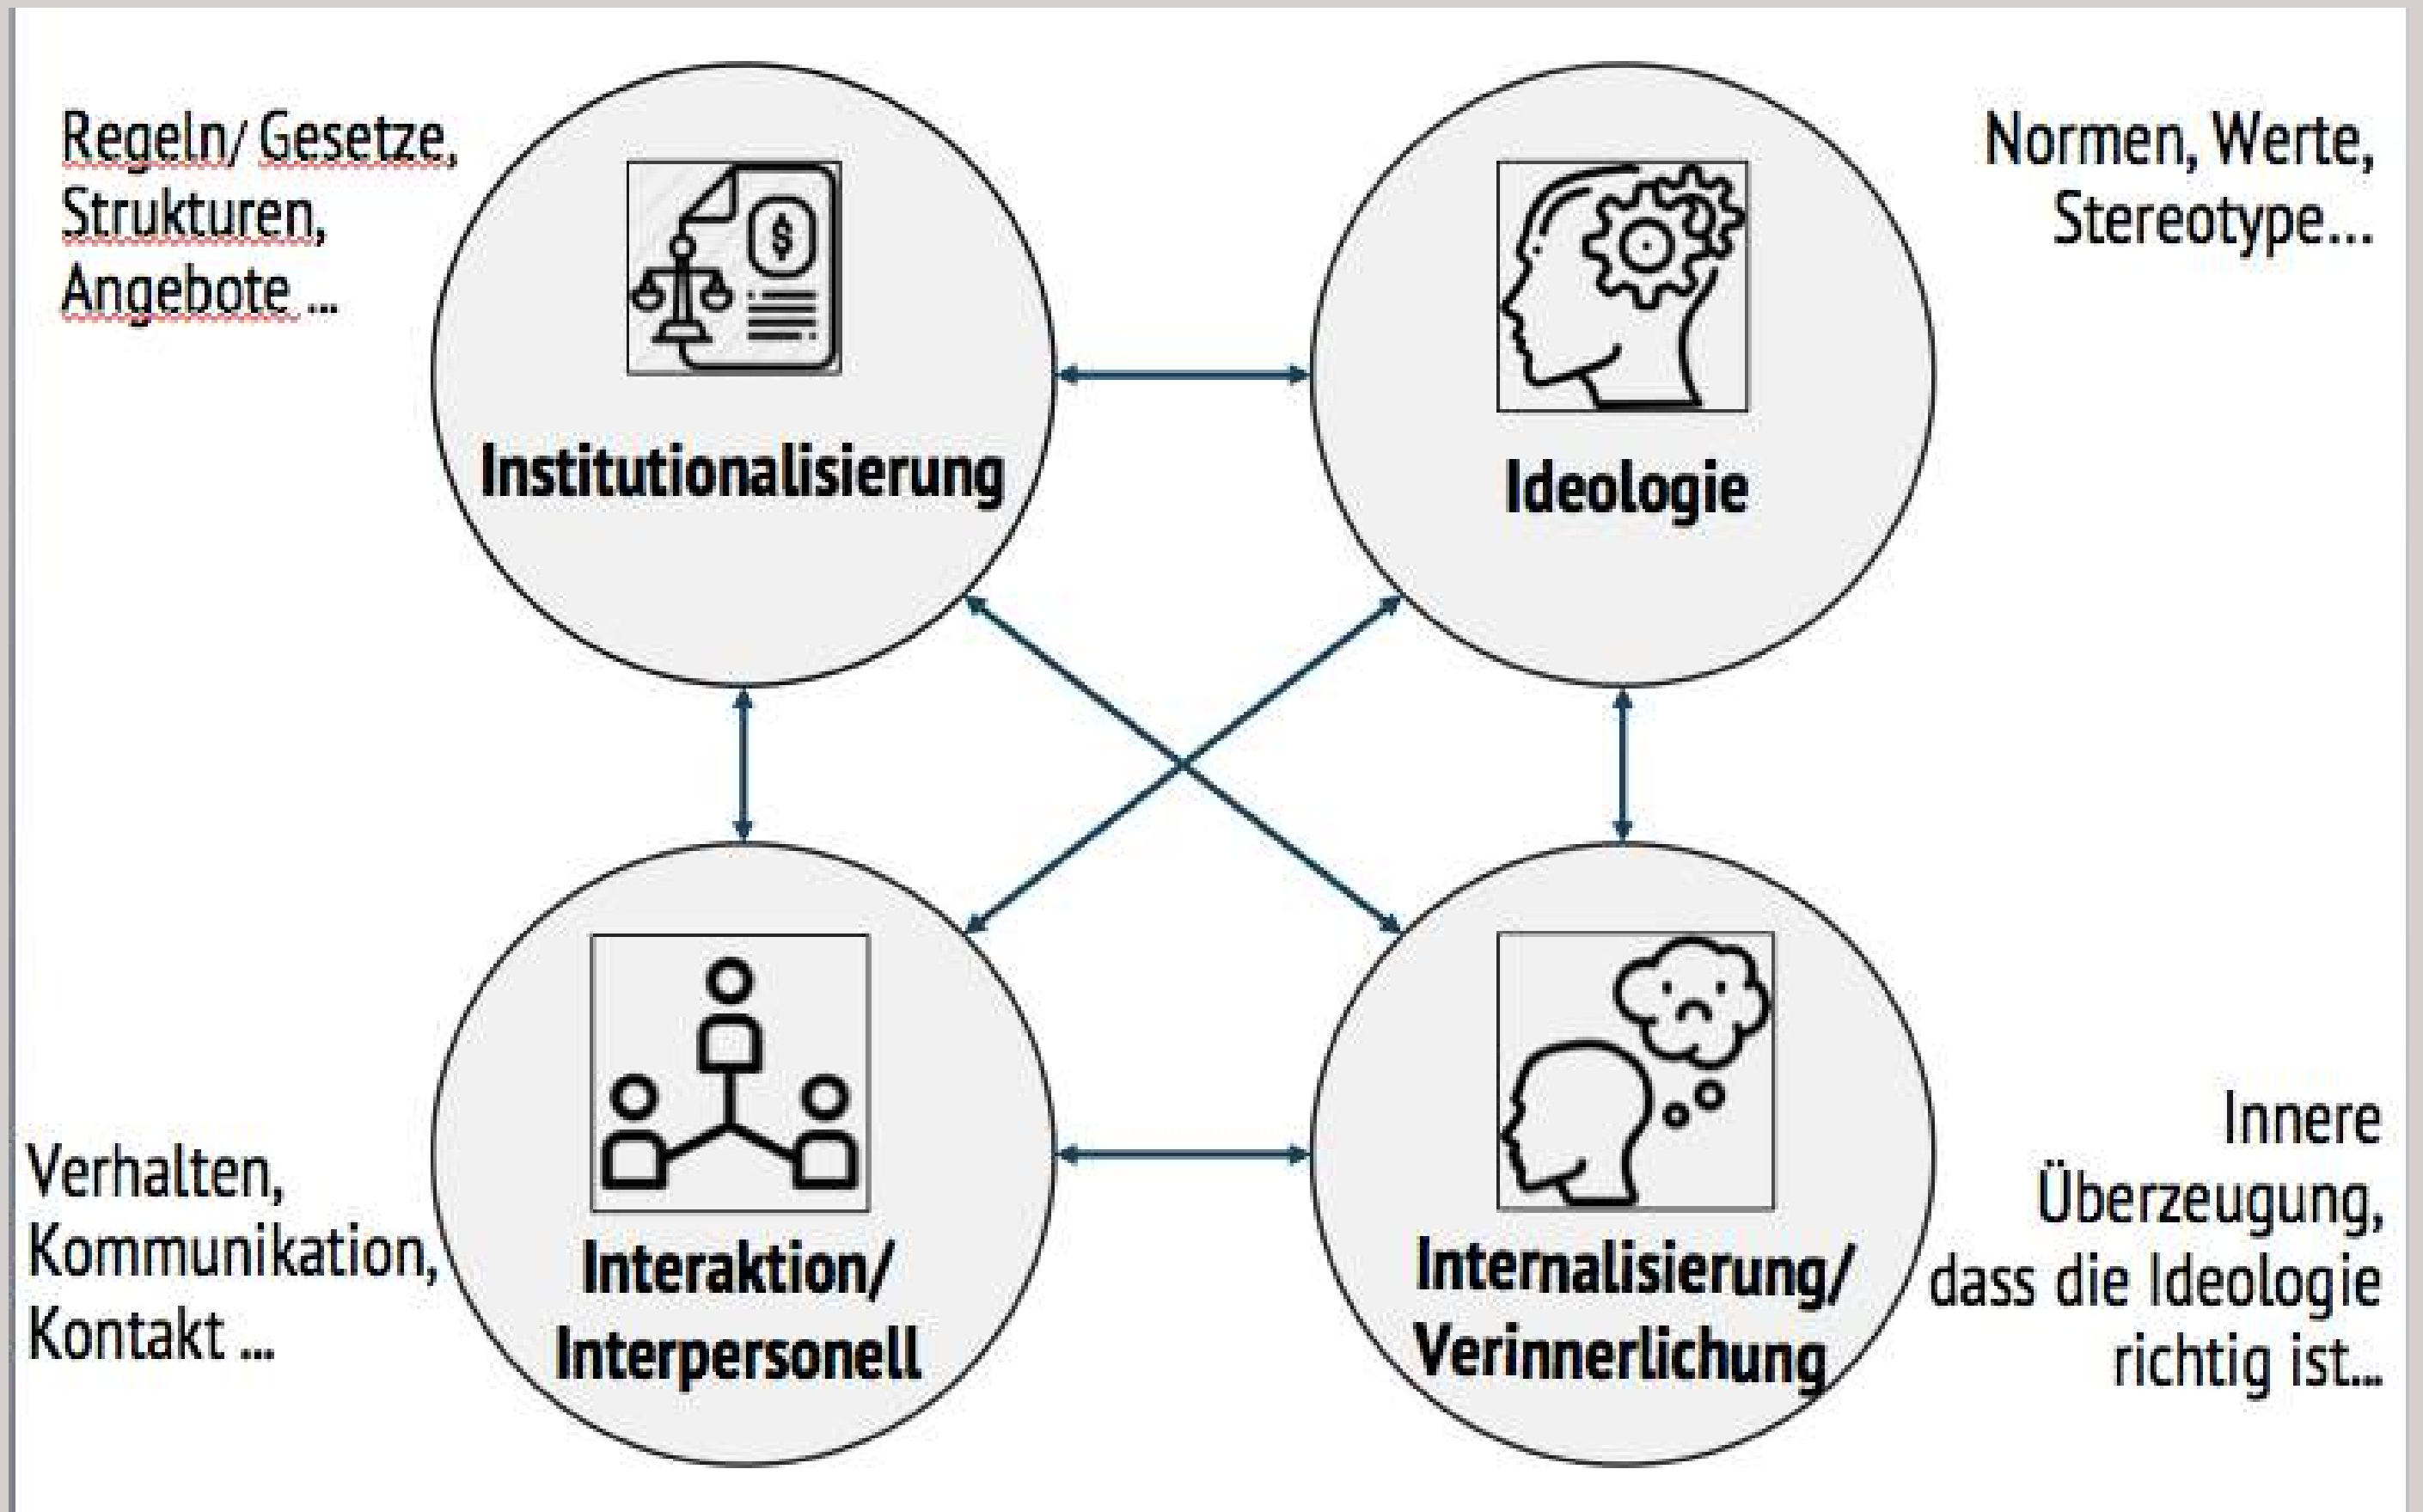 Regeln/ Gesetze,
Strukturen,
Angebote ...
Normen, Werte,
Stereotype...
$
Institutionalisierung
Ideologie
Verhalten,
Kommunikation,
Kontakt ...
Interaktion/
Interpersonell
Internalisierung/
Verinnerlichung
Innere
Überzeugung,
dass die Ideologie
richtig ist...